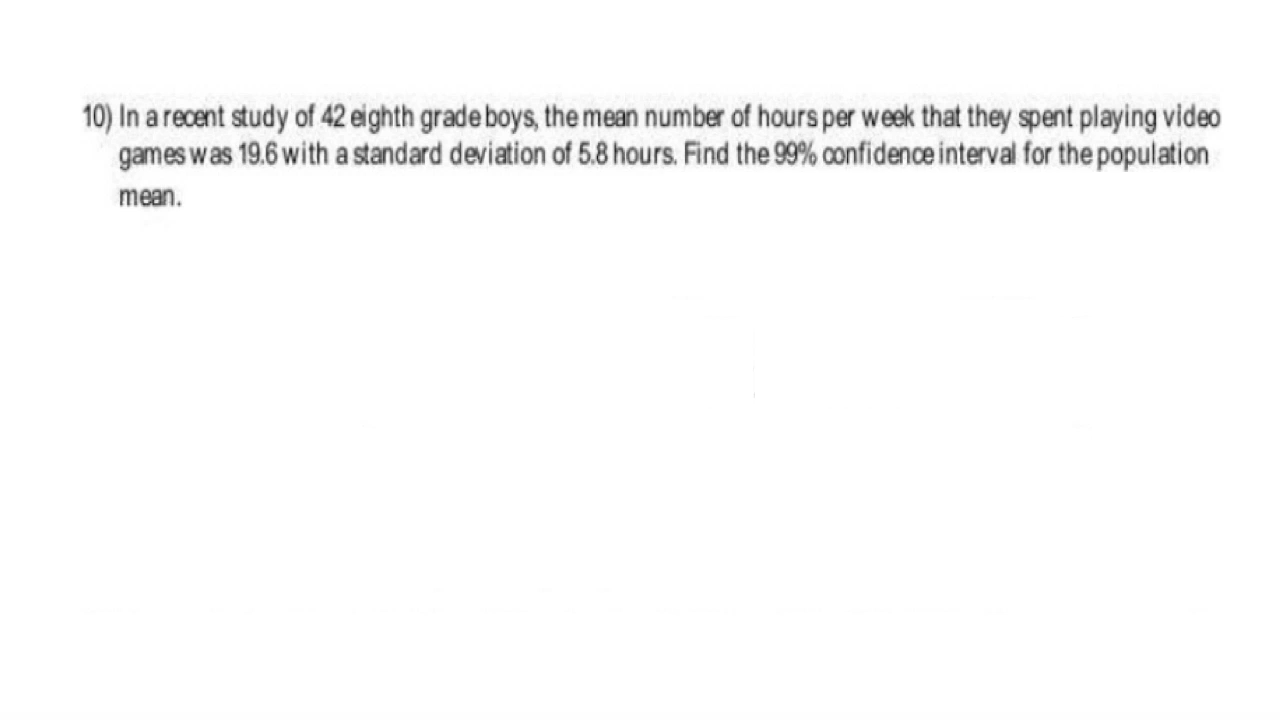 10) In a recent study of 42 eighth grade boys, the mean number of hours per week that they spent playing video
games was 19.6 with a standard deviation of 5.8 hours. Find the 99% confidence interval for the population
mean.